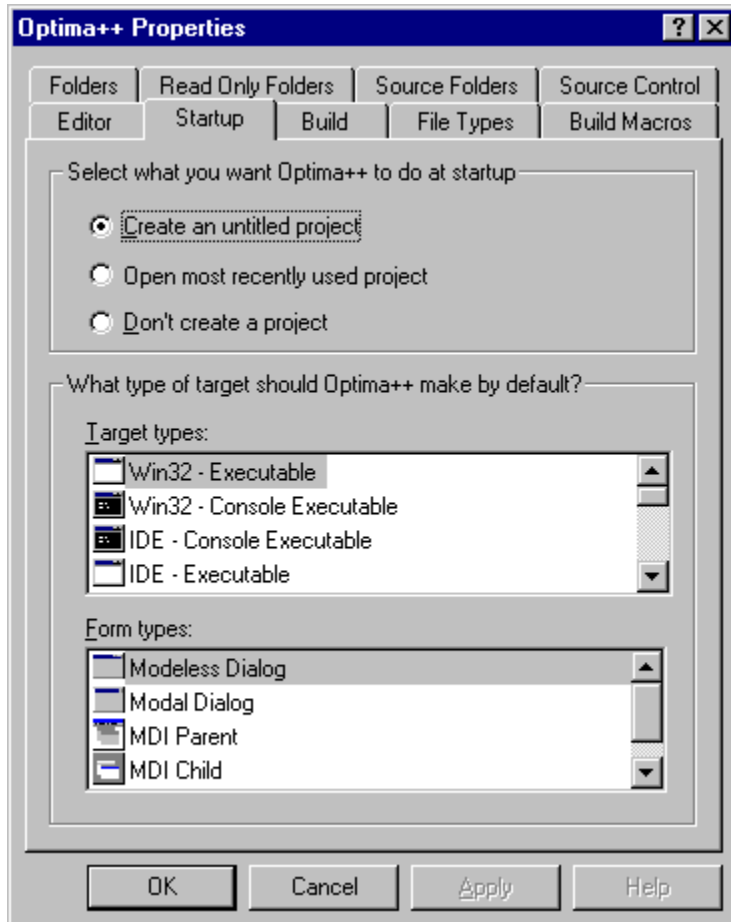 Optima++ Properties
Folders Read Only Folders Source Folders Source Control
Editor Startup Build File Types Build Macros
Select what you want Optima++ to do at startup
Create an untitled project
Open most recently used project
Don't create a project
What type of target should Optima++ make by default?
Target types:
Win32 - Executable
Win32 - Console Executable
IDE - Console Executable
IDE - Executable
Form types:
Modeless Dialog
Modal Dialog
MDI Parent
MDI Child
OK Cancel Apply Help